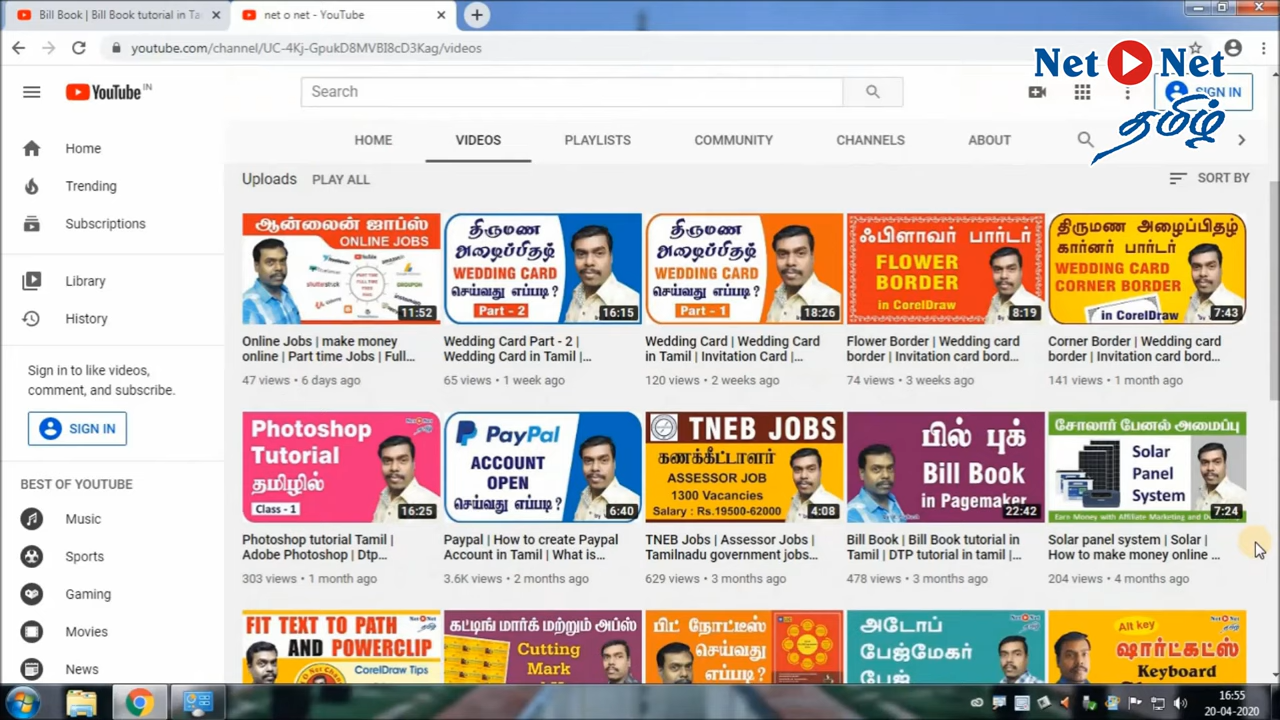 Bill Book | Bill Book tutorial in Ta
net o net - YouTube
youtube.com/channel/UC-4Kj-GpukD8MVBI8cD3Kag/videos
Net Net
தமிழ்
YouTube IN
Search
SIGN IN
HOME
VIDEOS
PLAYLISTS
COMMUNITY
CHANNELS
ABOUT
Home
Trending
Subscriptions
Library
History
Sign in to like videos,
comment, and subscribe.
SIGN IN
BEST OF YOUTUBE
Music
Sports
Gaming
Movies
News
Uploads
PLAY ALL
SORT BY
ஆன்லைன் ஜாப்ஸ்
ONLINE JOBS
11:52
Online Jobs | make money
online | Part time Jobs | Full...
47 views • 6 days ago
திருமண
அழைப்பிதழ்
WEDDING CARD
செய்வது எப்படி?
Part - 2
16:15
Wedding Card Part - 2 |
Wedding Card in Tamil |...
65 views • 1 week ago
திருமண
அழைப்பிதழ்
WEDDING CARD
செய்வது எப்படி?
Part - 1
18:26
Wedding Card | Wedding Card
in Tamil | Invitation Card |...
120 views • 2 weeks ago
ஃபிளாவர் பார்டர்
FLOWER
BORDER
in CorelDraw
8:19
Flower Border | Wedding card
border | Invitation card bord...
74 views • 3 weeks ago
திருமண அழைப்பிதழ்
கார்னர் பார்டர்
WEDDING CARD
CORNER BORDER
in CorelDraw
7:43
Corner Border | Wedding card
border | Invitation card bord...
141 views • 1 month ago
Photoshop
Tutorial
தமிழில்
Class - 1
16:25
Photoshop tutorial Tamil |
Adobe Photoshop | Dtp...
303 views • 1 month ago
PayPal
ACCOUNT
OPEN
செய்வது எப்படி?
6:40
Paypal | How to create Paypal
Account in Tamil | What is...
3.6K views • 2 months ago
TNEB JOBS
கணக்கீட்டாளர்
ASSESSOR JOB
1300 Vacancies
Salary : Rs.19500-62000
4:08
TNEB Jobs | Assessor Jobs |
Tamilnadu government jobs...
629 views • 3 months ago
பில் புக்
Bill Book
in Pagemaker
22:42
Bill Book | Bill Book tutorial in
Tamil | DTP tutorial in tamil |...
478 views • 3 months ago
சோலார் பேனல் அமைப்பு
Solar
Panel
System
Earn Money with Affiliate Marketing and
7:24
Solar panel system | Solar |
How to make money online ...
204 views • 4 months ago
FIT TEXT TO PATH
AND POWERCLIP
CorelDraw Tips
கட்டிங் மார்க் மற்றும் அப்ஸ்
Cutting
Mark
பிட் நோட்டீஸ்
செய்வது
எப்படி?
அடோப்
பேஜ்மேகர்
Alt key
ஷார்ட்கட்ஸ்
Keyboard
16:55
20-04-2020